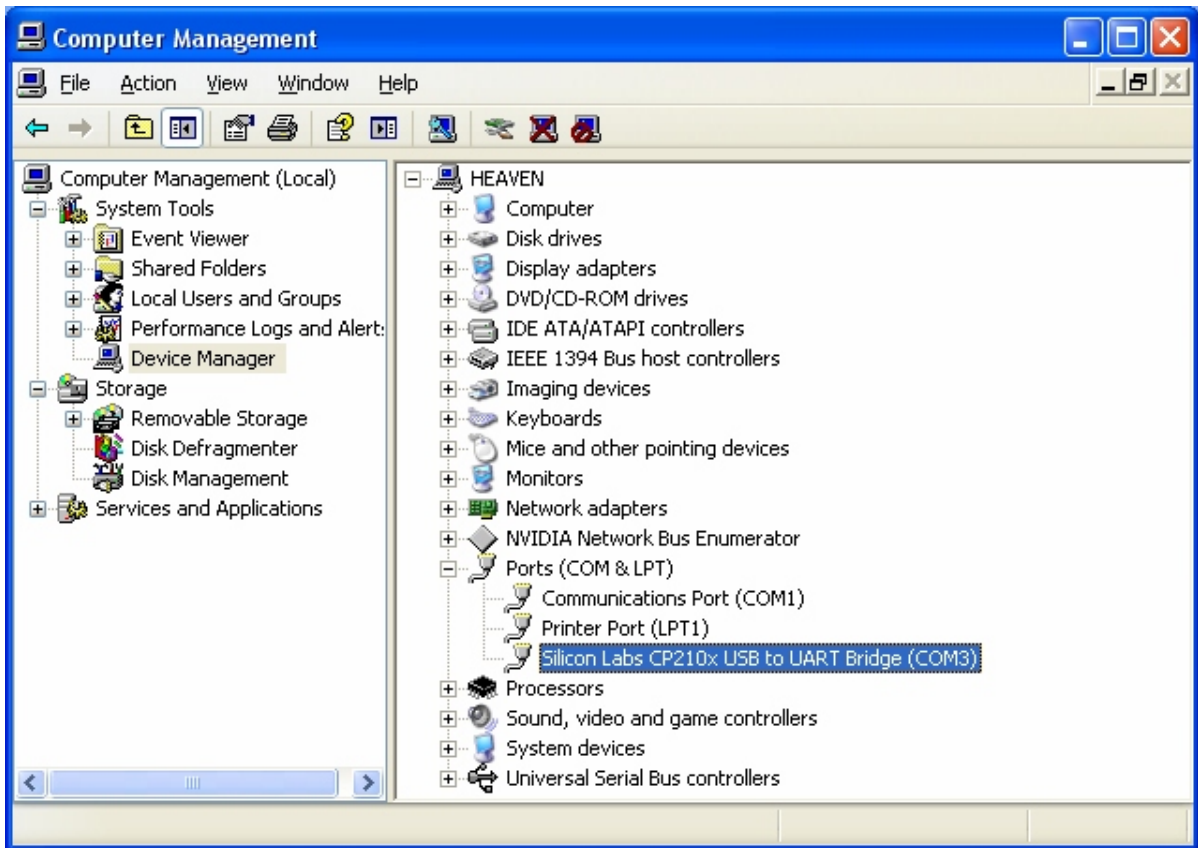 Computer Management
File Action View Window Help
Computer Management (Local)
System Tools
Event Viewer
Shared Folders
Local Users and Groups
Performance Logs and Alert:
Device Manager
Storage
Removable Storage
Disk Defragmenter
Disk Management
Services and Applications
HEAVEN
Computer
Disk drives
Display adapters
DVD/CD-ROM drives
IDE ATA/ATAPI controllers
IEEE 1394 Bus host controllers
Imaging devices
Keyboards
Mice and other pointing devices
Monitors
Network adapters
NVIDIA Network Bus Enumerator
Ports (COM & LPT)
Communications Port (COM1)
Printer Port (LPT1)
Silicon Labs CP210x USB to UART Bridge (COM3)
Processors
Sound, video and game controllers
System devices
Universal Serial Bus controllers